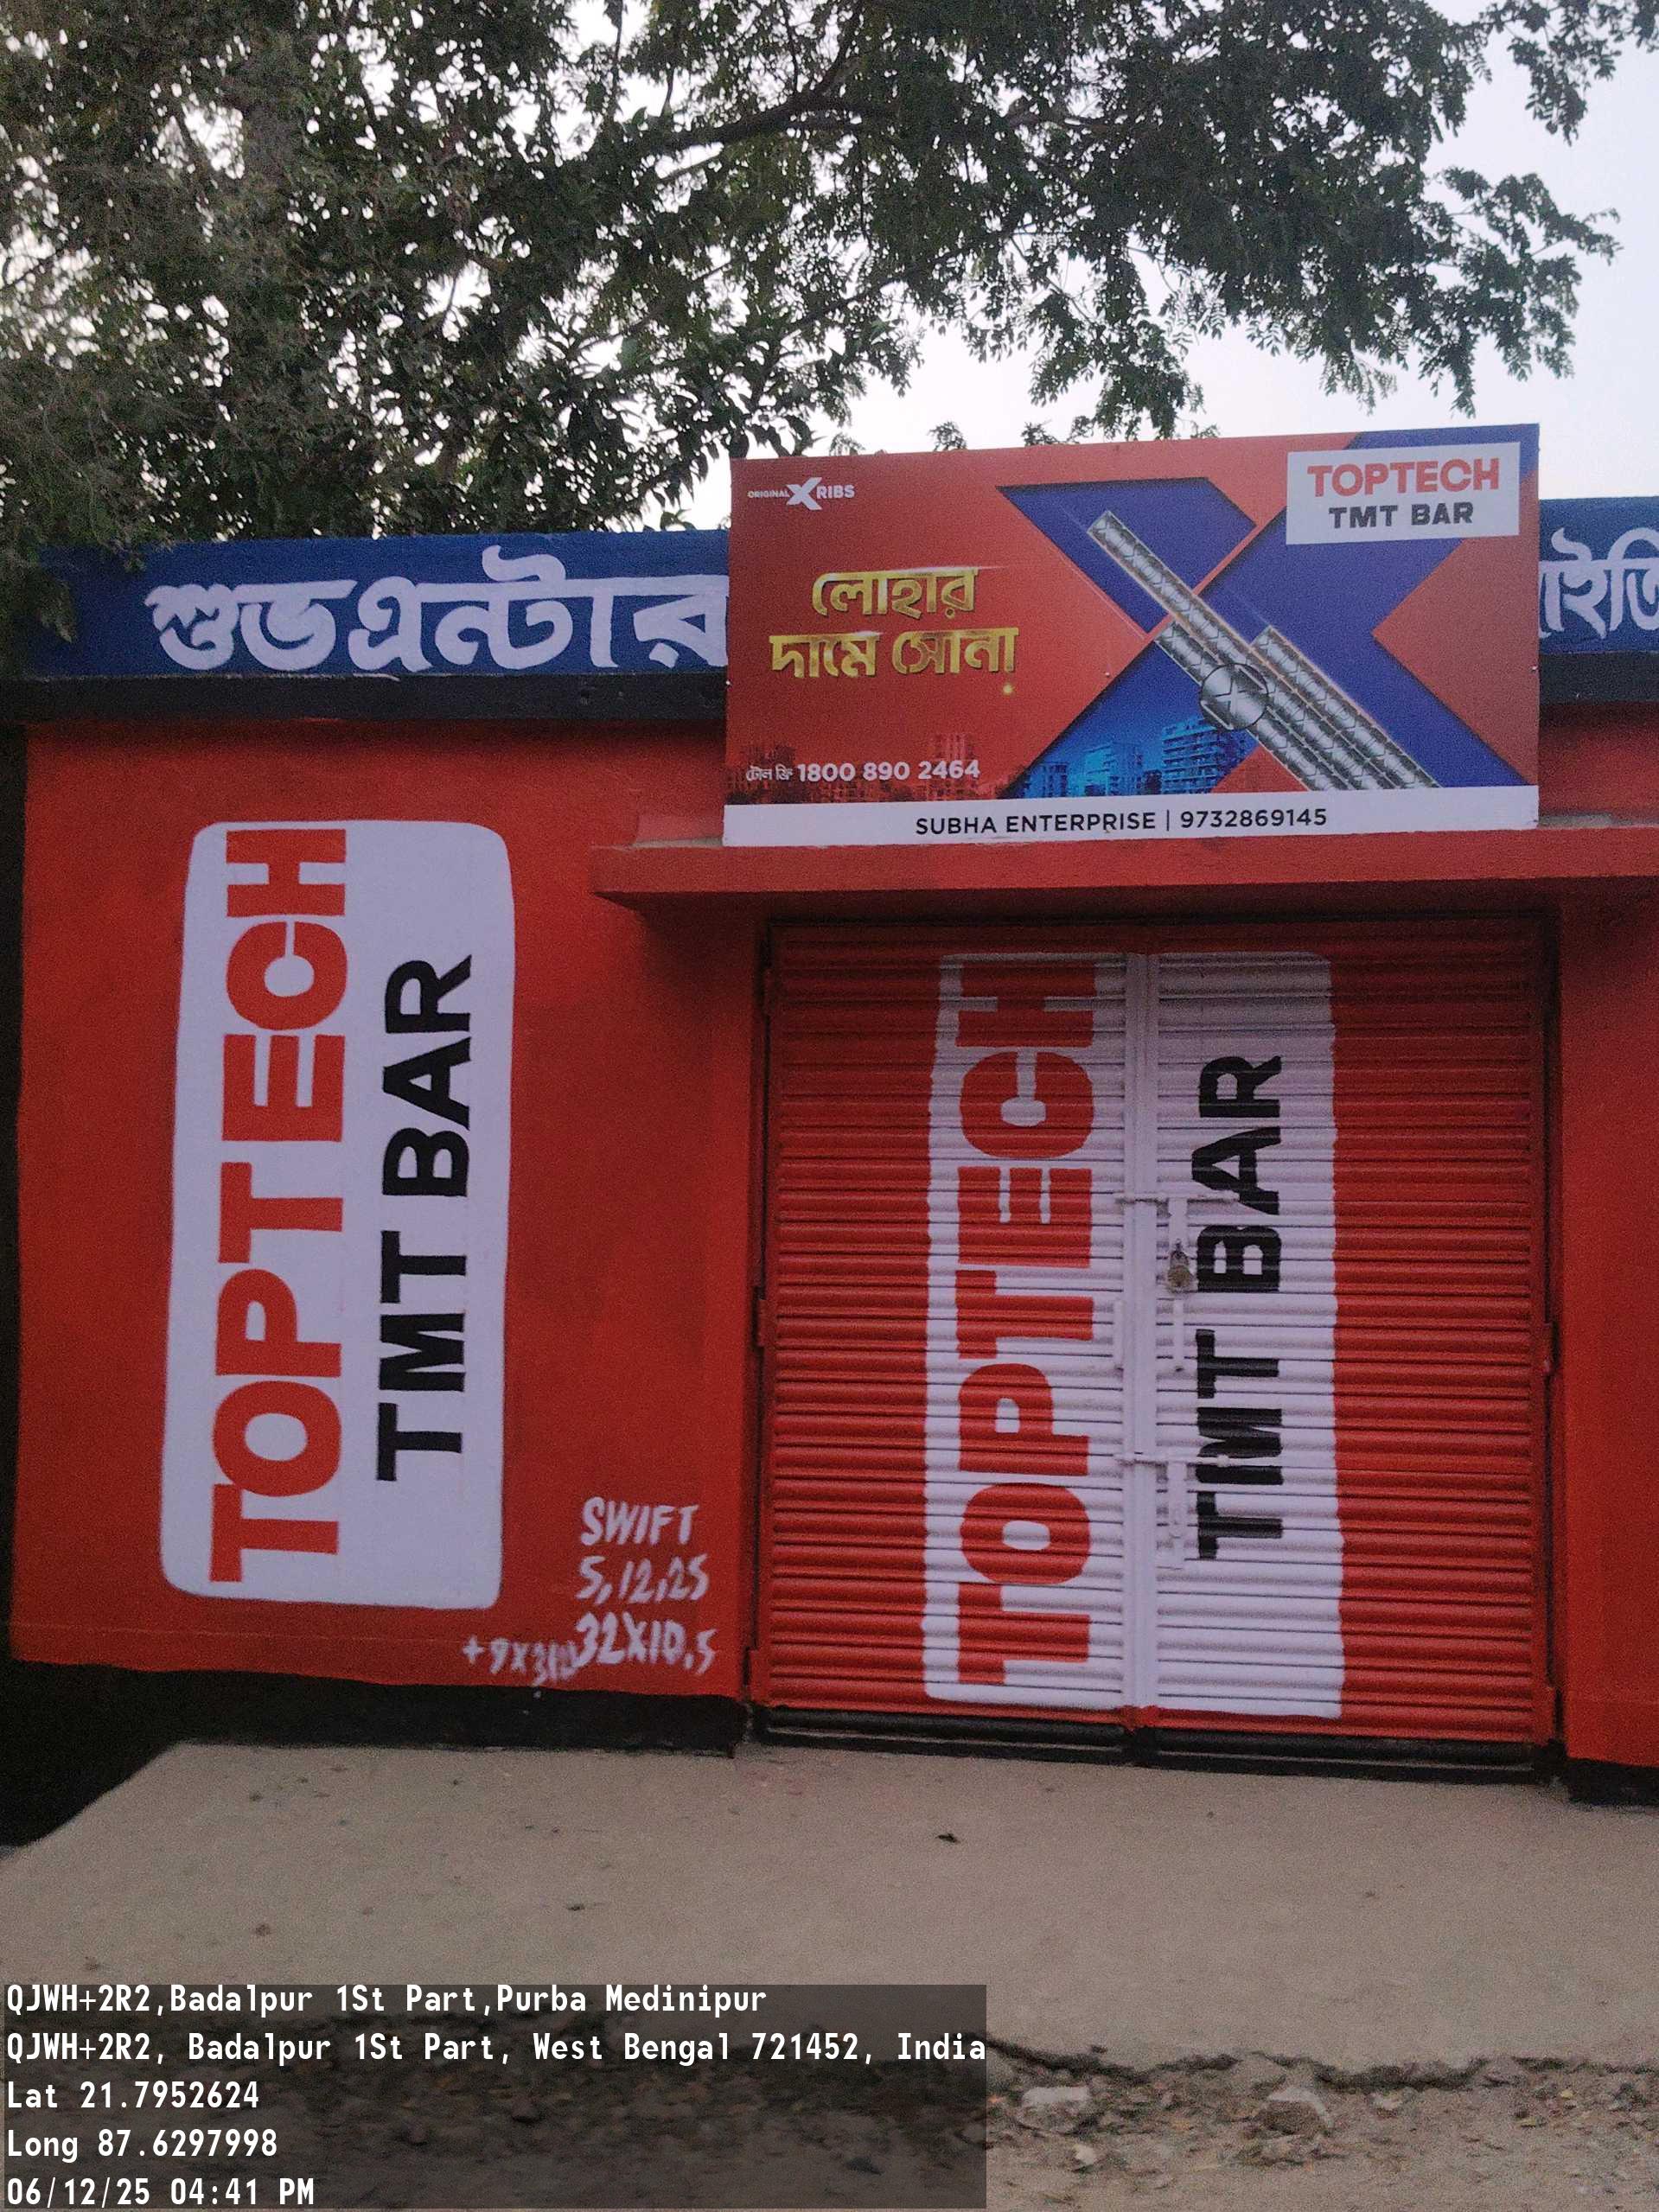 শুভ এন্টার
ORIGINAL X RIBS
TOPTECH
TMT BAR
লোহার
দামে সোনা
টোল ফ্রি 1800 890 2464
SUBHA ENTERPRISE | 9732869145
TOPTECH
TMT BAR
TOPTECH
TMT BAR
SWIFT
5,12,25
32X10.5
QJWH+2R2,Badalpur 1St Part,Purba Medinipur
QJWH+2R2, Badalpur 1St Part, West Bengal 721452, India
Lat 21.7952624
Long 87.6297998
06/12/25 04:41 PM